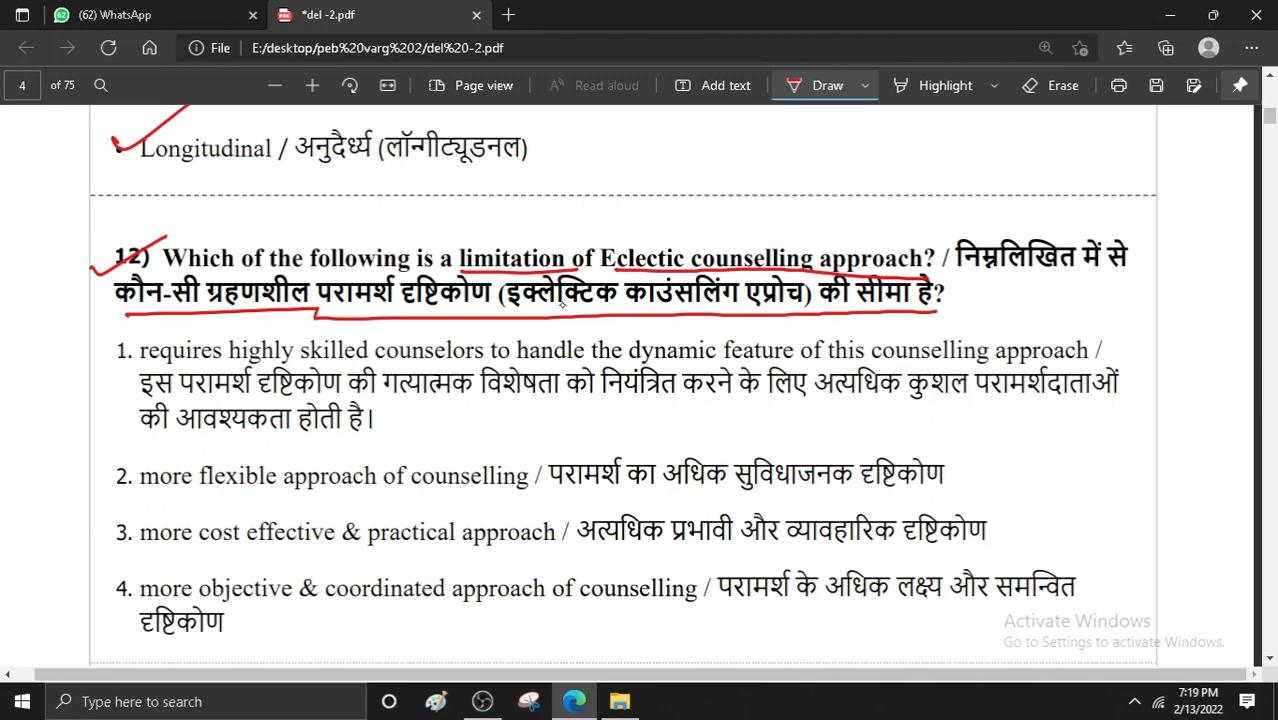 (62) WhatsApp
*del -2.pdf
File E:/desktop/peb%20varg%202/del%20-2.pdf
4 of 75 Page view Read aloud Add text Draw Highlight Erase
• Longitudinal / अनुदैर्ध्य (लॉन्गीट्यूडनल)
12) Which of the following is a limitation of Eclectic counselling approach? / निम्नलिखित में से
कौन-सी ग्रहणशील परामर्श दृष्टिकोण (इक्लेक्टिक काउंसलिंग एप्रोच) की सीमा है?
1. requires highly skilled counselors to handle the dynamic feature of this counselling approach /
इस परामर्श दृष्टिकोण की गत्यात्मक विशेषता को नियंत्रित करने के लिए अत्यधिक कुशल परामर्शदाताओं
की आवश्यकता होती है।
2. more flexible approach of counselling / परामर्श का अधिक सुविधाजनक दृष्टिकोण
3. more cost effective & practical approach / अत्यधिक प्रभावी और व्यावहारिक दृष्टिकोण
4. more objective & coordinated approach of counselling / परामर्श के अधिक लक्ष्य और समन्वित
दृष्टिकोण
Activate Windows
Go to Settings to activate Windows.
Type here to search
7:19 PM
2/13/2022